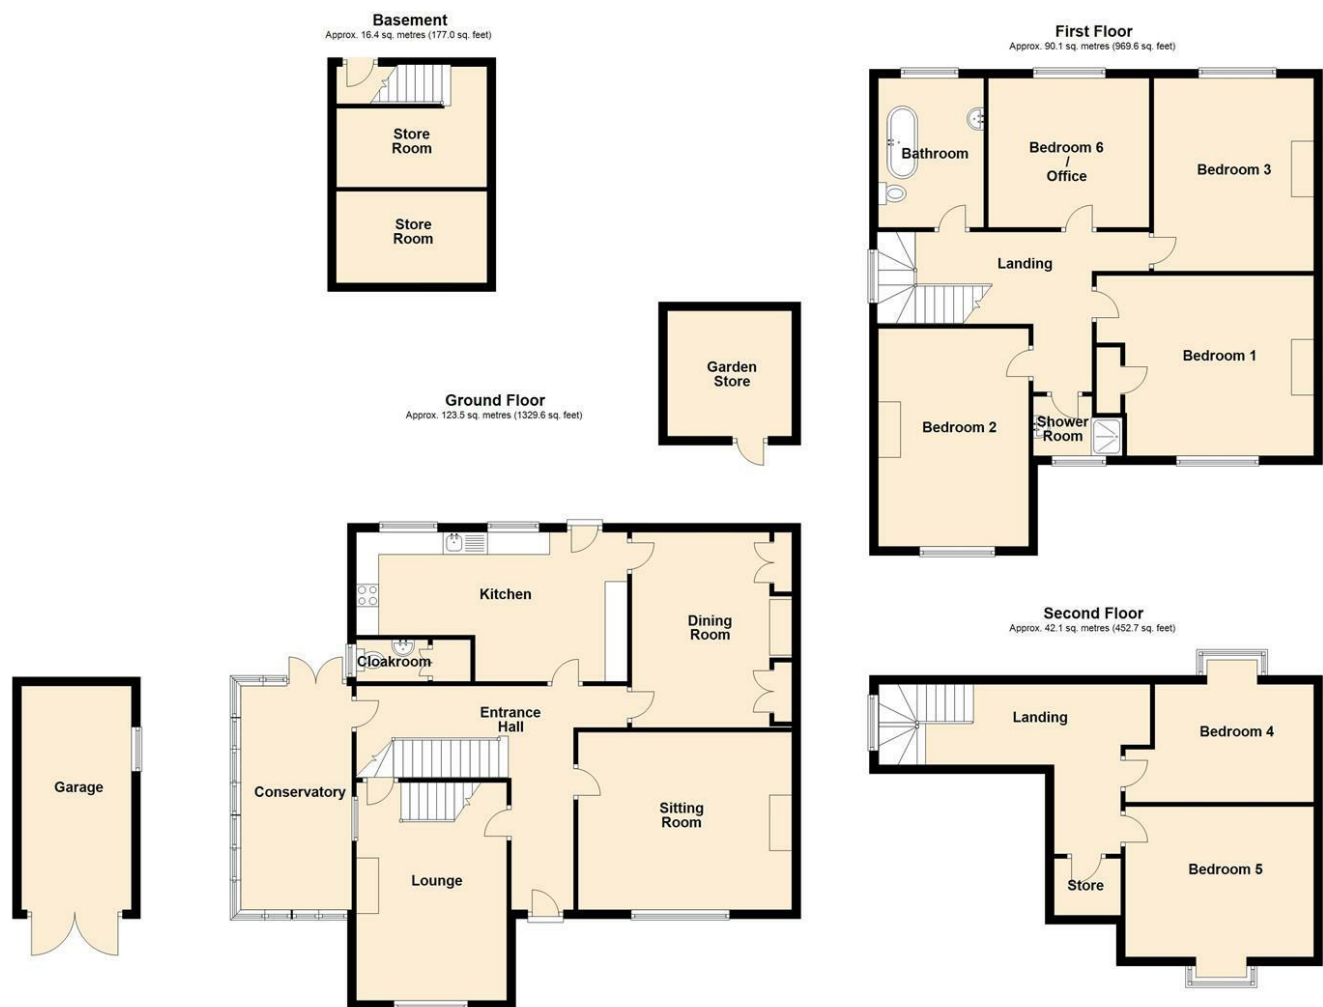 Basement
Approx. 16.4 sq. metres (177.0 sq. feet)
Store
Room
Store
Room
First Floor
Approx. 90.1 sq. metres (969.6 sq. feet)
Bathroom
Bedroom 6
/
Office
Bedroom 3
Landing
Bedroom 1
Bedroom 2
Shower
Room
Garden
Store
Ground Floor
Approx. 123.5 sq. metres (1329.6 sq. feet)
Kitchen
Dining
Room
Cloakroom
Entrance
Hall
Garage
Conservatory
Sitting
Room
Lounge
Second Floor
Approx. 42.1 sq. metres (452.7 sq. feet)
Landing
Bedroom 4
Bedroom 5
Store